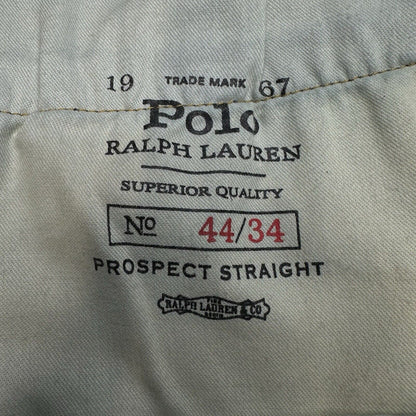 19 TRADE MARK 67
Polo
RALPH LAUREN
SUPERIOR QUALITY
No 44/34
PROSPECT STRAIGHT
RALPH LAUREN & CO